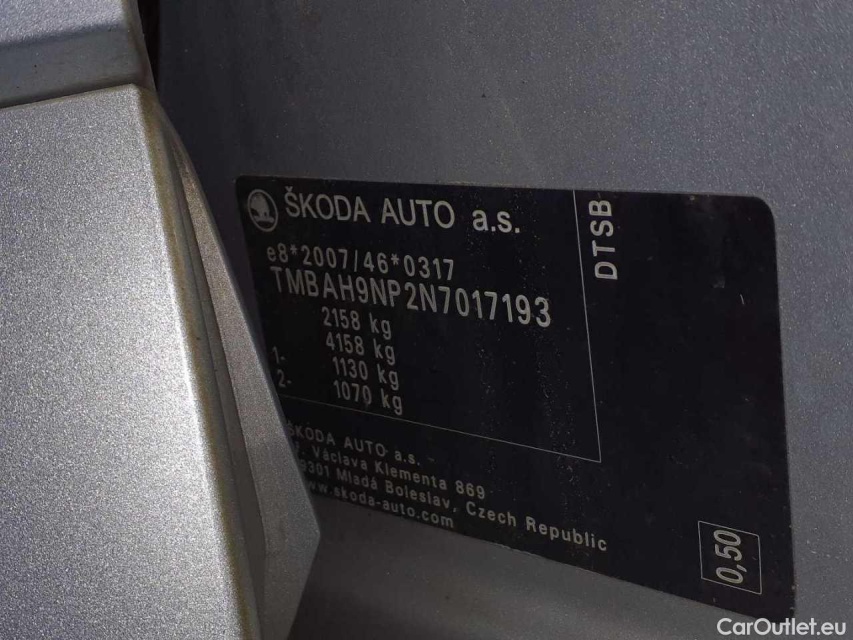 ŠKODA AUTO a.s.
DTSB
e8*2007/46*0317
TMBAH9NP2N7017193
2158 kg
4158 kg
1- 1130 kg
2- 1070 kg
ŠKODA AUTO a.s.
Václava Klementa 869
Mladá Boleslav, Czech Republic
www.skoda-auto.com
0,50
CarOutlet.eu